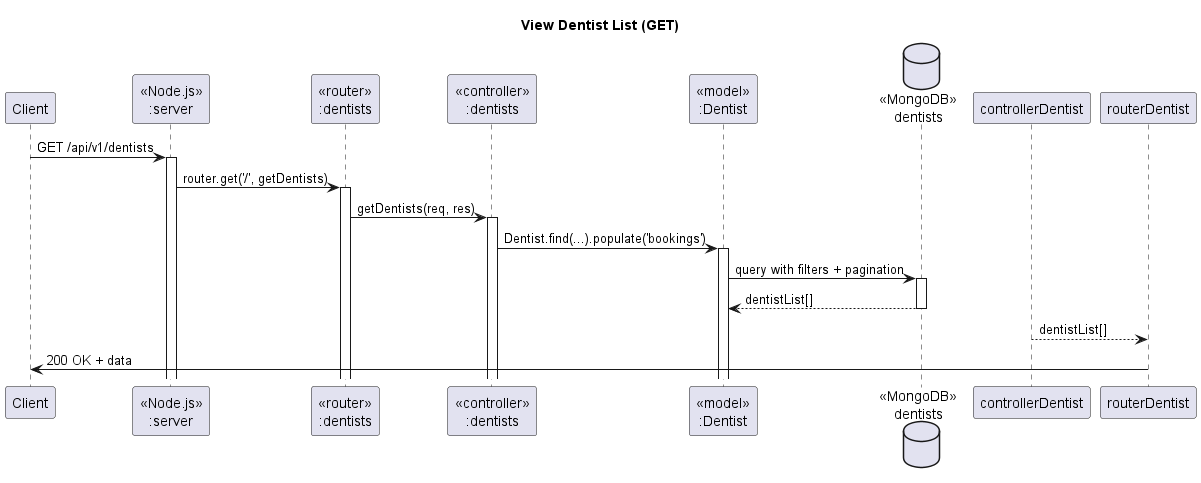 View Dentist List (GET)
Client
«Node.js»
:server
«router»
:dentists
«controller»
:dentists
«model»
:Dentist
«MongoDB»
dentists
controllerDentist
routerDentist
GET /api/v1/dentists
router.get('/', getDentists)
getDentists(req, res)
Dentist.find(...).populate('bookings')
query with filters + pagination
dentistList[]
dentistList[]
200 OK + data
Client
«Node.js»
:server
«router»
:dentists
«controller»
:dentists
«model»
:Dentist
«MongoDB»
dentists
controllerDentist
routerDentist